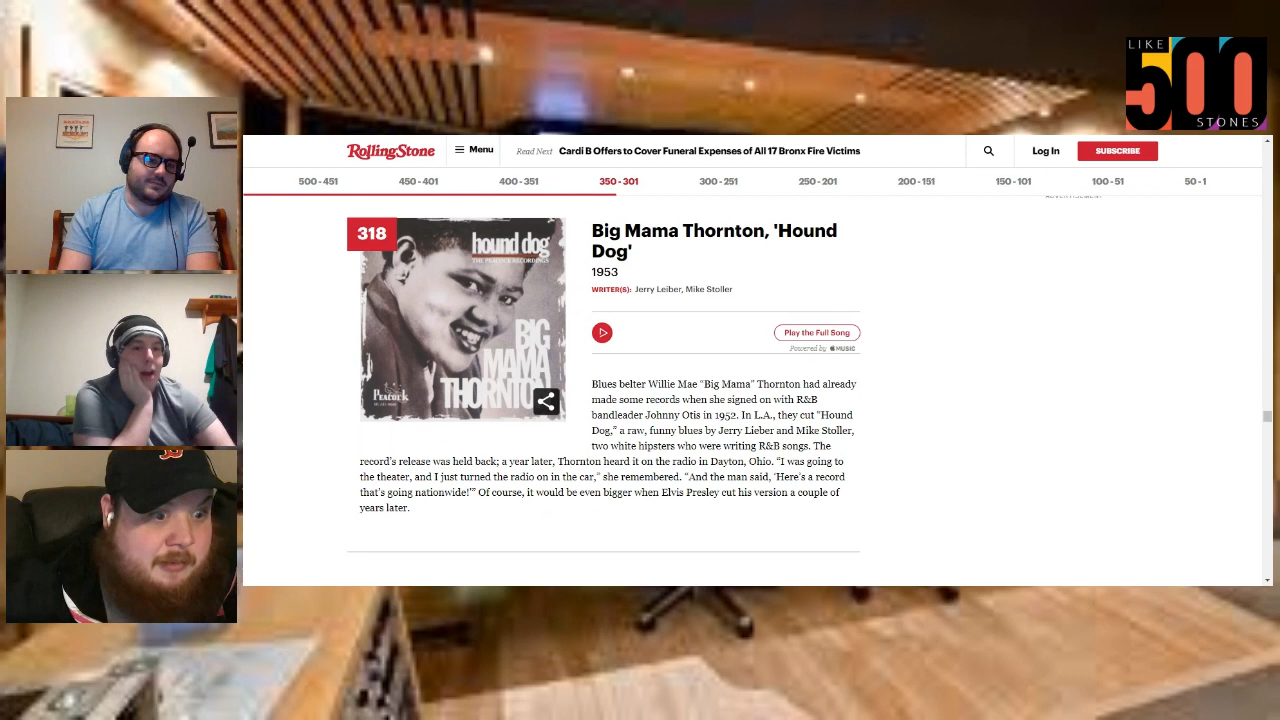 LIKE
500
STONES
RollingStone
Menu
Read Next Cardi B Offers to Cover Funeral Expenses of All 17 Bronx Fire Victims
Log In
SUBSCRIBE
500 - 451 450 - 401 400 - 351 350 - 301 300 - 251 250 - 201 200 - 151 150 - 101 100 - 51 50 - 1
ADVERTISEMENT
318
hound dog
THE PEACOCK RECORDINGS
BIG
MAMA
THORNTON
PEACOCK
Big Mama Thornton, 'Hound
Dog'
1953
WRITER(S): Jerry Leiber, Mike Stoller
Play the Full Song
Powered by MUSIC
Blues belter Willie Mae “Big Mama” Thornton had already
made some records when she signed on with R&B
bandleader Johnny Otis in 1952. In L.A., they cut “Hound
Dog,” a raw, funny blues by Jerry Lieber and Mike Stoller,
two white hipsters who were writing R&B songs. The
record’s release was held back; a year later, Thornton heard it on the radio in Dayton, Ohio. “I was going to
the theater, and I just turned the radio on in the car,” she remembered. “And the man said, ‘Here’s a record
that’s going nationwide!’” Of course, it would be even bigger when Elvis Presley cut his version a couple of
years later.